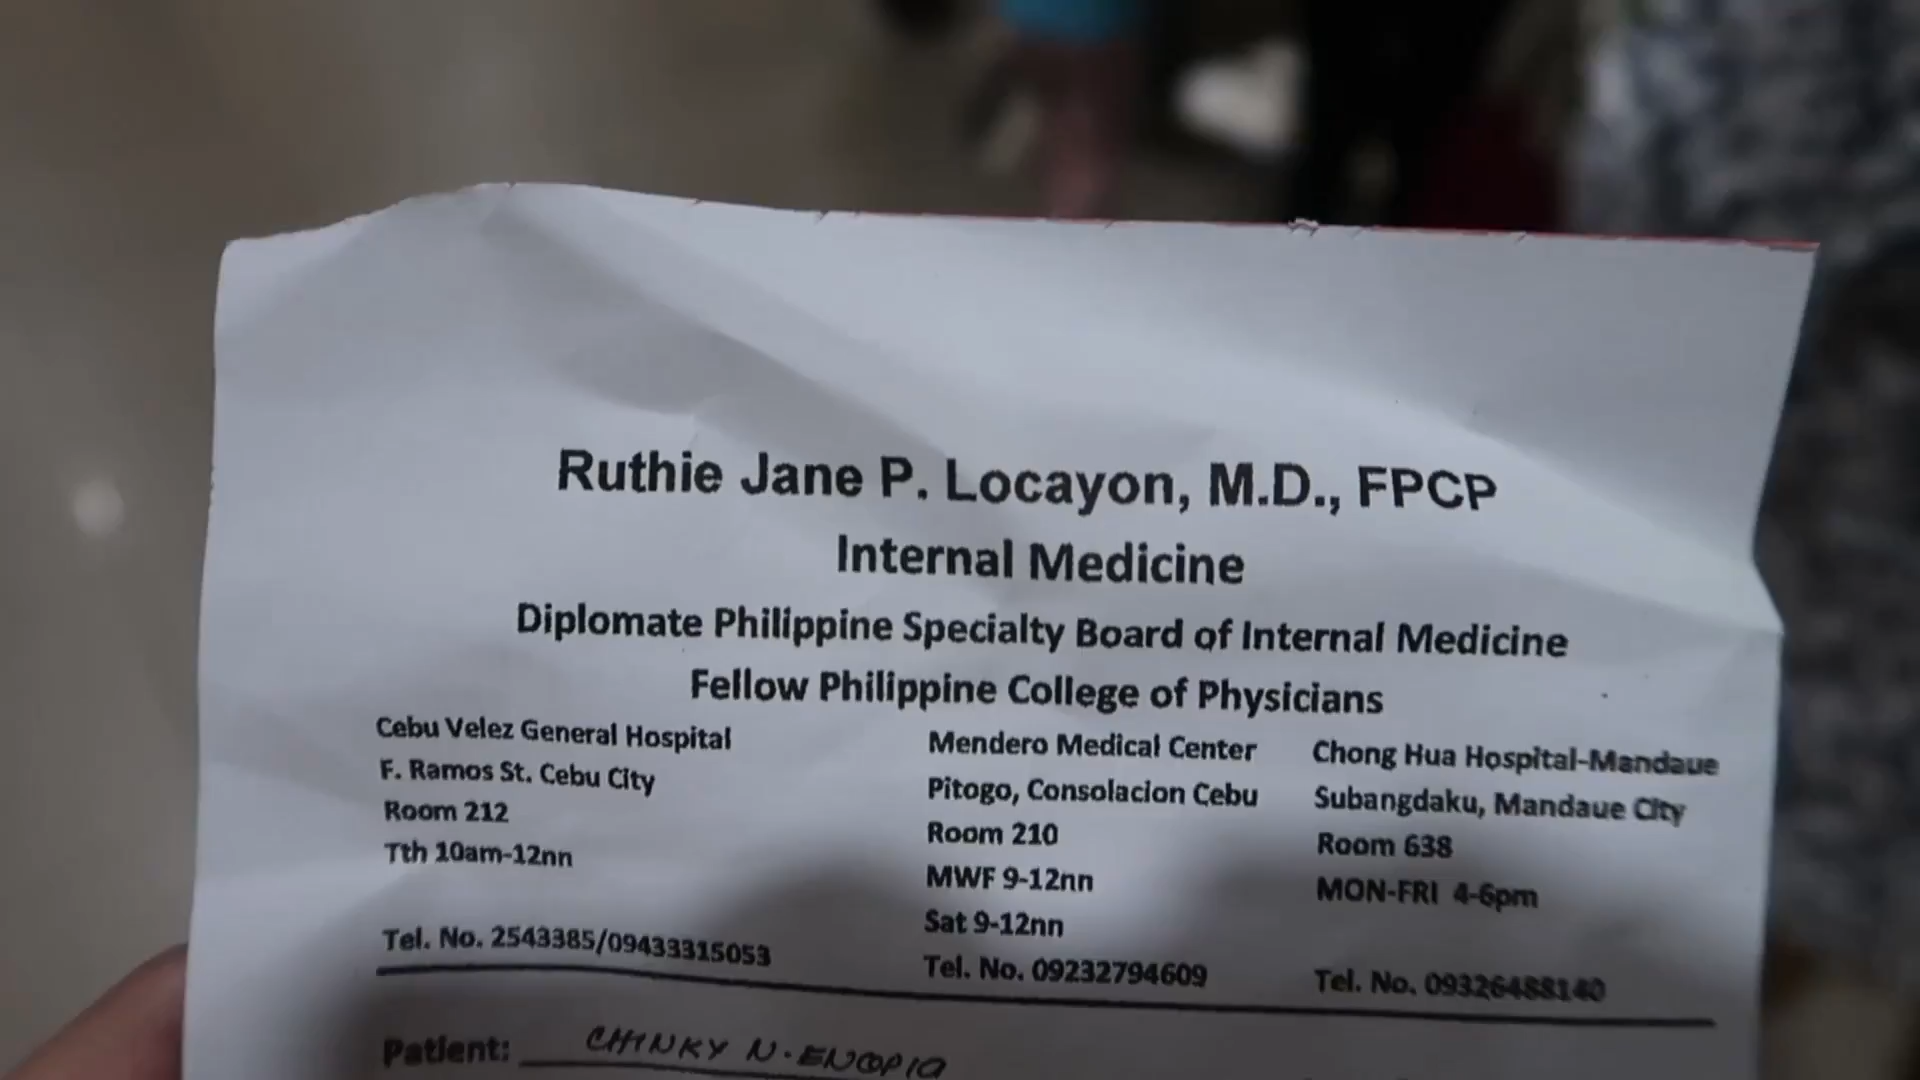 Ruthie Jane P. Locayon, M.D., FPCP
Internal Medicine
Diplomate Philippine Specialty Board of Internal Medicine
Fellow Philippine College of Physicians
Cebu Velez General Hospital
F. Ramos St. Cebu City
Room 212
Tth 10am-12nn
Tel. No. 2543385/09433315053
Mendero Medical Center
Pitogo, Consolacion Cebu
Room 210
MWF 9-12nn
Sat 9-12nn
Tel. No. 09232794609
Chong Hua Hospital-Mandaue
Subangdaku, Mandaue City
Room 638
MON-FRI 4-6pm
Tel. No. 09326488140
Patient: CHINKY N. ENOPIO